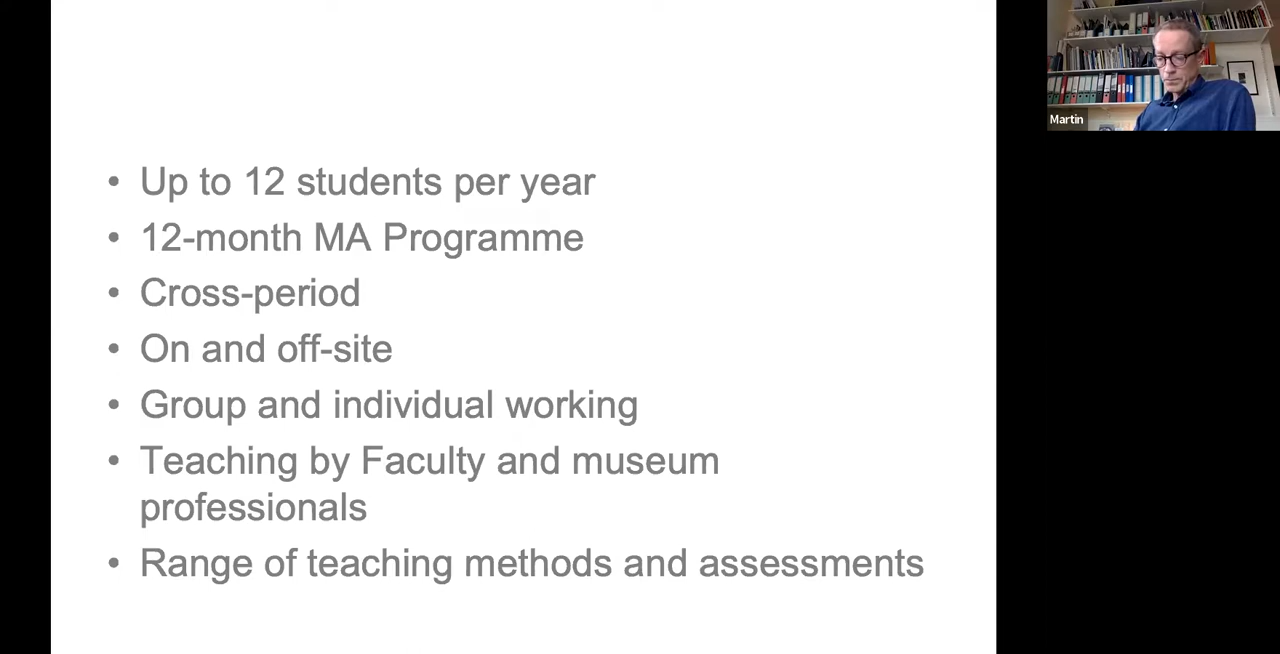 • Up to 12 students per year
• 12-month MA Programme
• Cross-period
• On and off-site
• Group and individual working
• Teaching by Faculty and museum
professionals
• Range of teaching methods and assessments
Martin